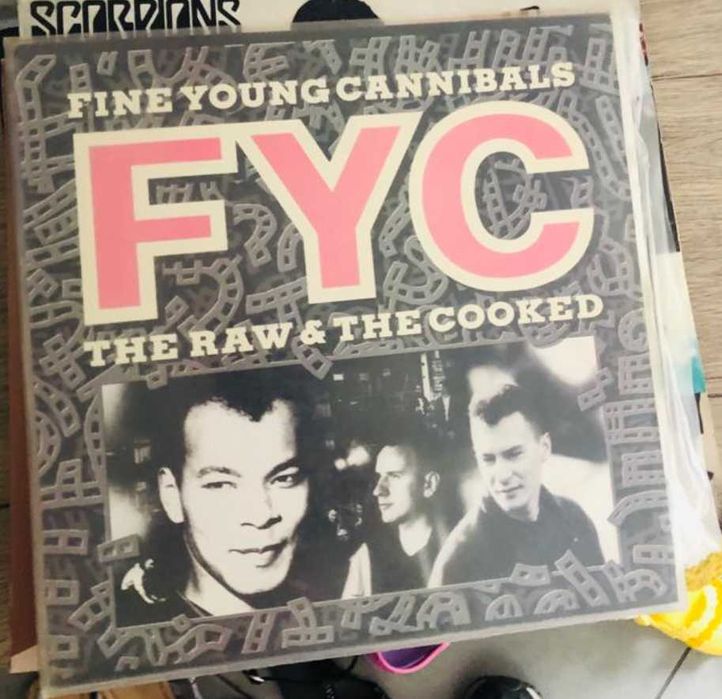 SCORPIONS
FINE YOUNG CANNIBALS
FYC
THE RAW & THE COOKED